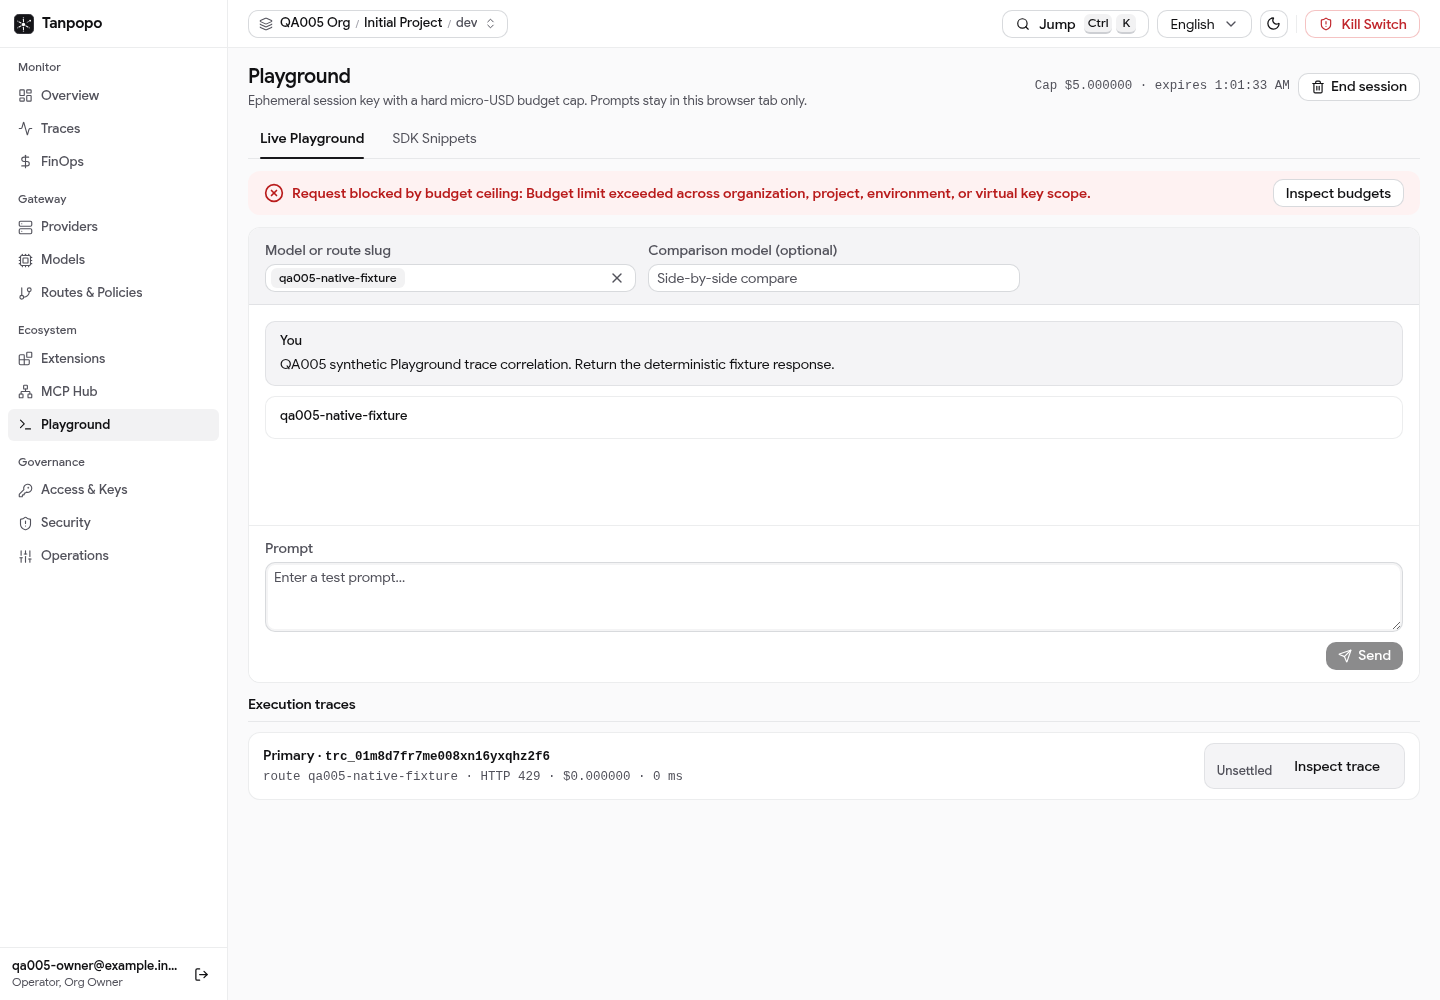 Tanpopo
QA005 Org / Initial Project / dev
Jump Ctrl K
English
Kill Switch
Monitor
Overview
Traces
FinOps
Gateway
Providers
Models
Routes & Policies
Ecosystem
Extensions
MCP Hub
Playground
Governance
Access & Keys
Security
Operations
qa005-owner@example.in...
Operator, Org Owner
Playground
Ephemeral session key with a hard micro-USD budget cap. Prompts stay in this browser tab only.
Cap $5.000000 · expires 1:01:33 AM
End session
Live Playground
SDK Snippets
Request blocked by budget ceiling: Budget limit exceeded across organization, project, environment, or virtual key scope.
Inspect budgets
Model or route slug
qa005-native-fixture
Comparison model (optional)
Side-by-side compare
You
QA005 synthetic Playground trace correlation. Return the deterministic fixture response.
qa005-native-fixture
Prompt
Enter a test prompt...
Send
Execution traces
Primary · trc_01m8d7fr7me008xn16yxqhz2f6
route qa005-native-fixture · HTTP 429 · $0.000000 · 0 ms
Unsettled
Inspect trace